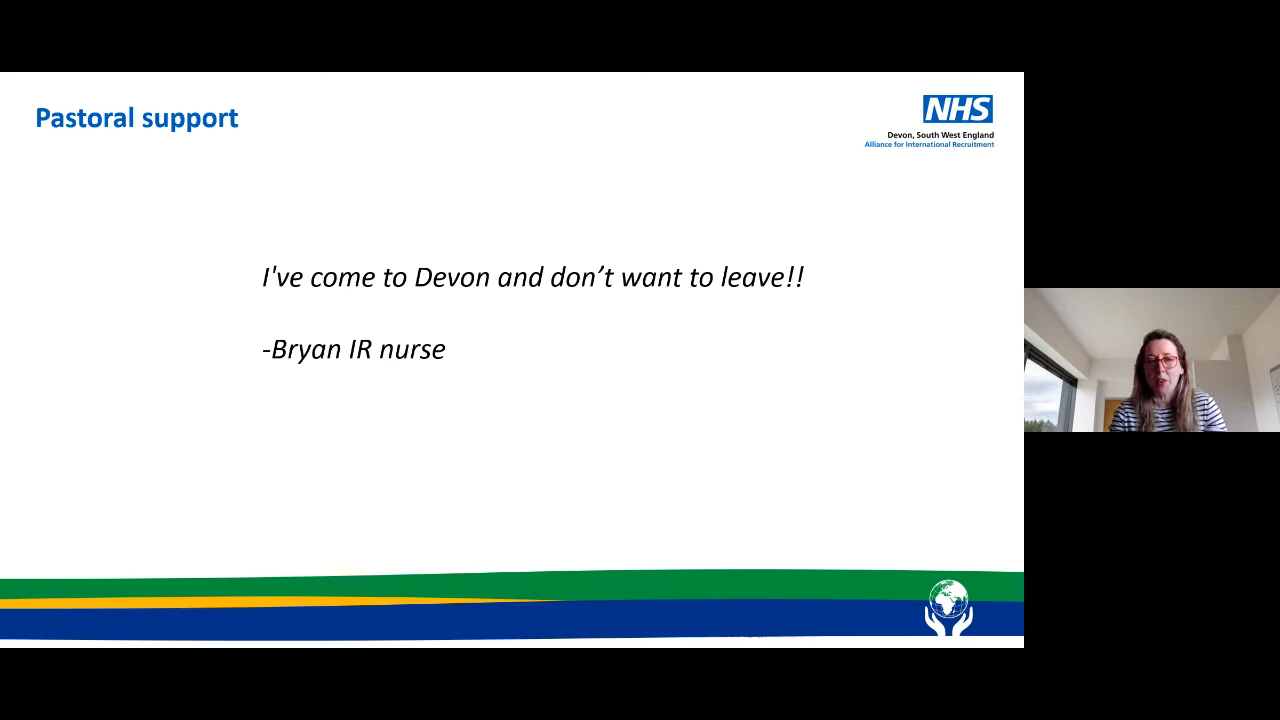 Pastoral support
NHS
Devon, South West England
Alliance for International Recruitment
I've come to Devon and don’t want to leave!!
-Bryan IR nurse